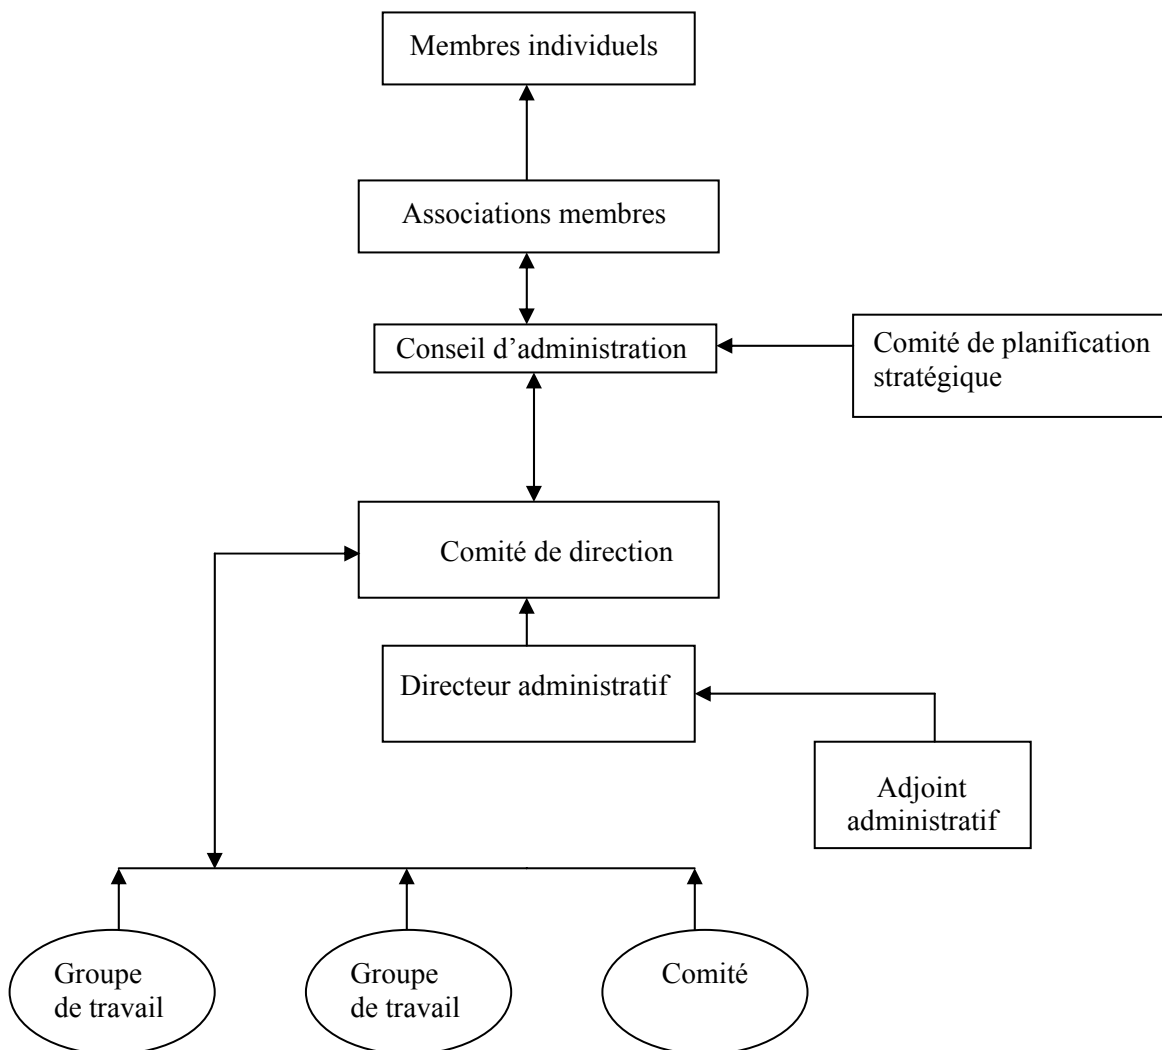 Membres individuels
Associations membres
Conseil d’administration
Comité de planification
stratégique
Comité de direction
Directeur administratif
Adjoint
administratif
Groupe
de travail
Groupe
de travail
Comité